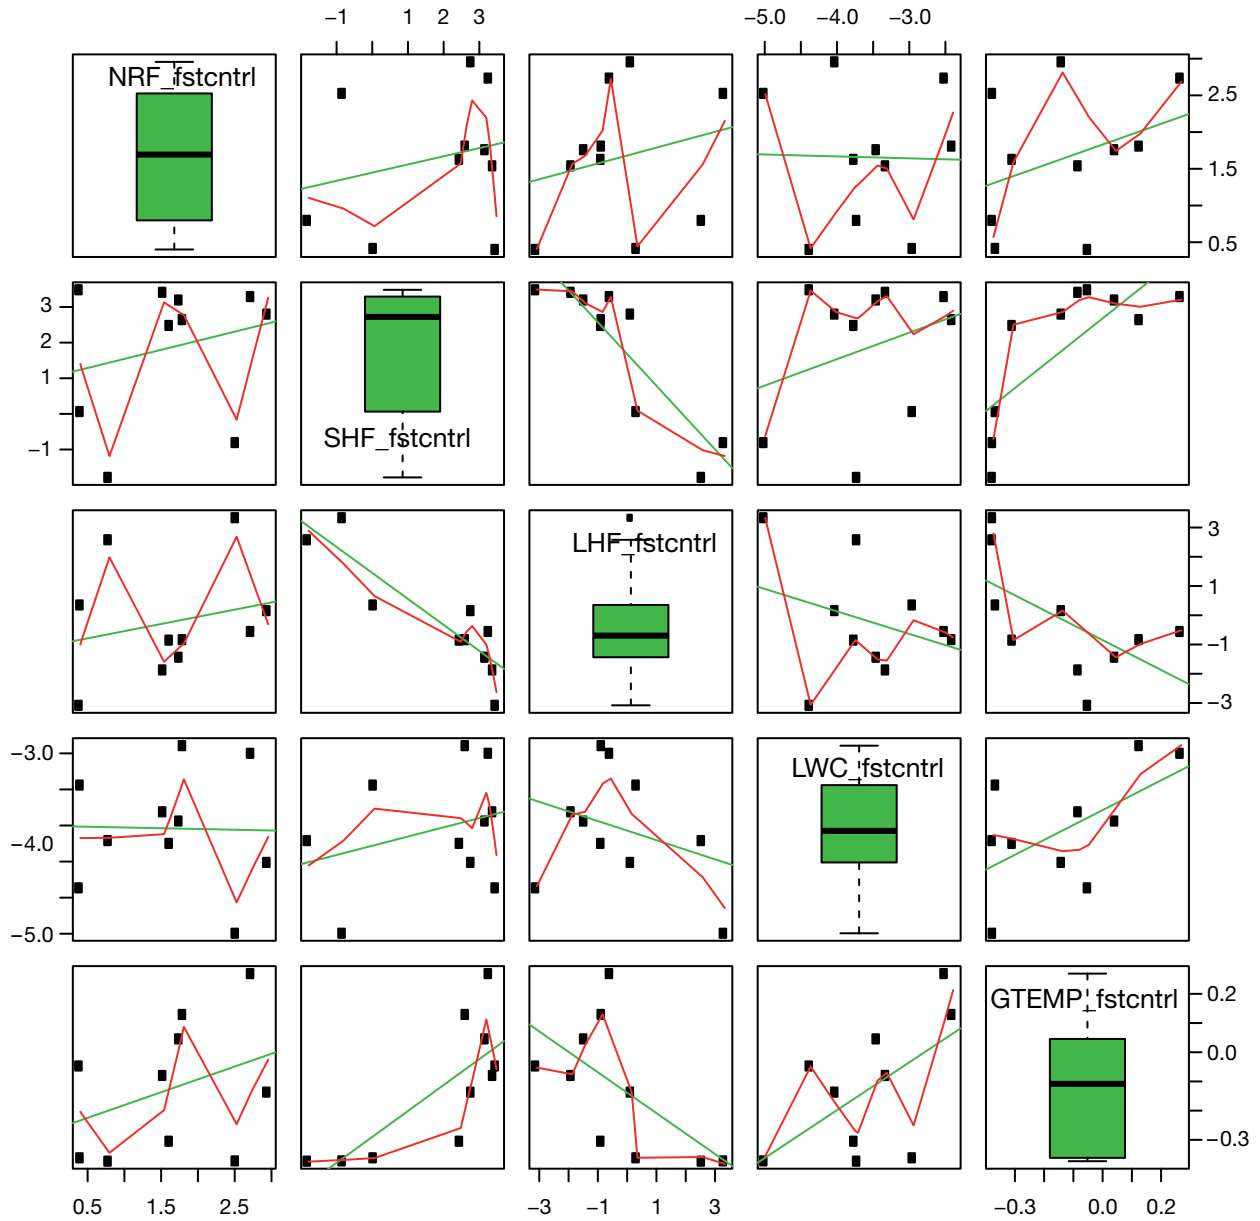 −1 1 2 3 −5.0 −4.0 −3.0
NRF_fstcntrl
2.5
1.5
0.5
3
2
1
−1
SHF_fstcntrl
LHF_fstcntrl
3
1
−1
−3
−3.0
−4.0
−5.0
LWC_fstcntrl
GTEMP_fstcntrl
0.2
0.0
−0.3
0.5 1.5 2.5 −3 −1 1 3 −0.3 0.0 0.2